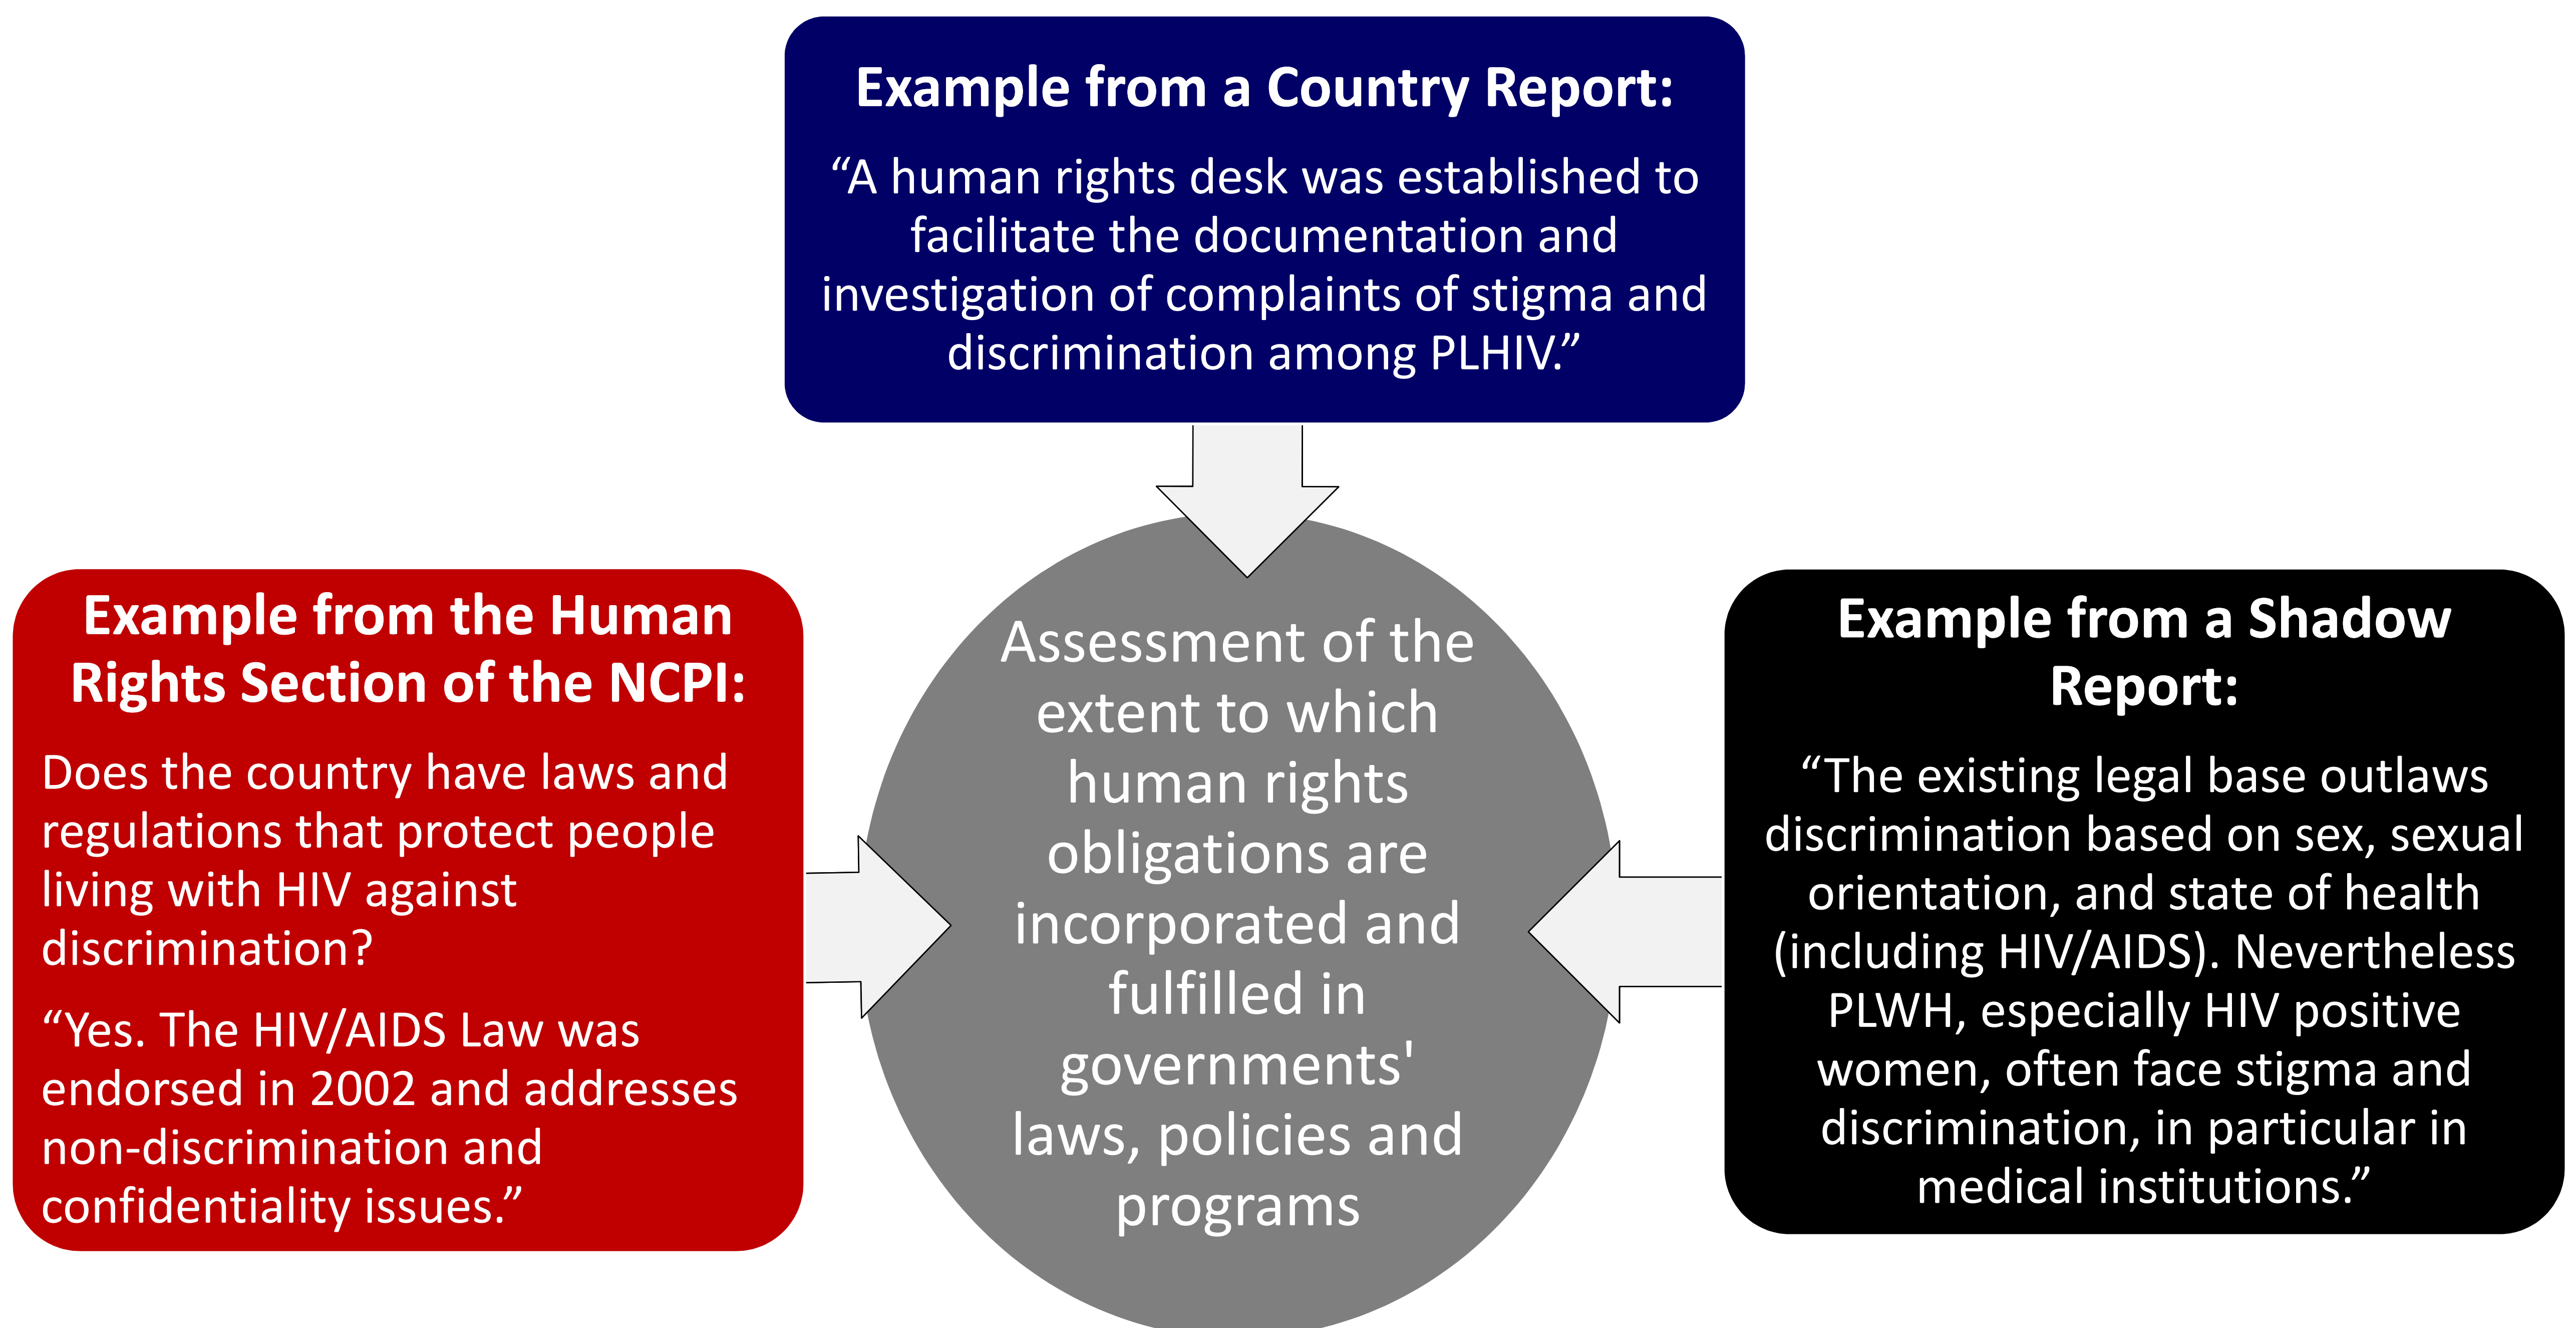 Example from a Country Report:
“A human rights desk was established to
facilitate the documentation and
investigation of complaints of stigma and
discrimination among PLHIV.”
Example from the Human
Rights Section of the NCPI:
Does the country have laws and
regulations that protect people
living with HIV against
discrimination?
“Yes. The HIV/AIDS Law was
endorsed in 2002 and addresses
non-discrimination and
confidentiality issues.”
Assessment of the
extent to which
human rights
obligations are
incorporated and
fulfilled in
governments'
laws, policies and
programs
Example from a Shadow
Report:
“The existing legal base outlaws
discrimination based on sex, sexual
orientation, and state of health
(including HIV/AIDS). Nevertheless
PLWH, especially HIV positive
women, often face stigma and
discrimination, in particular in
medical institutions.”